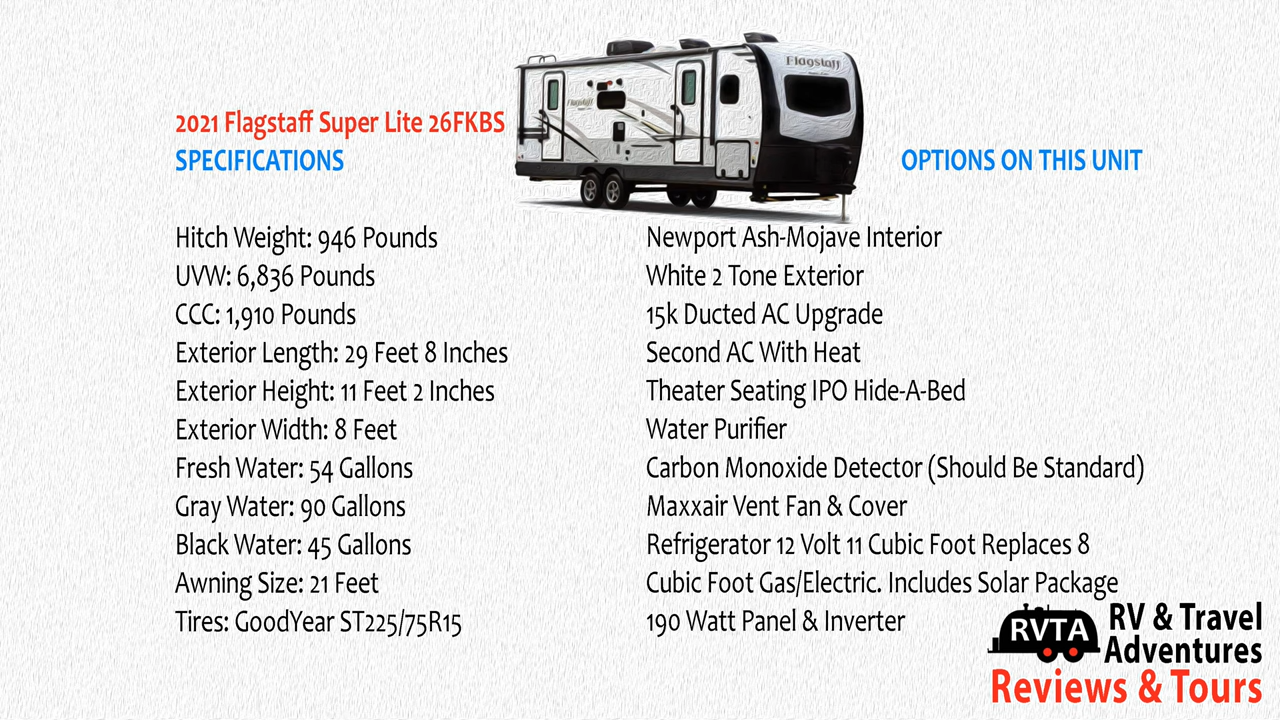 2021 Flagstaff Super Lite 26FKBS
SPECIFICATIONS
Hitch Weight: 946 Pounds
UVW: 6,836 Pounds
CCC: 1,910 Pounds
Exterior Length: 29 Feet 8 Inches
Exterior Height: 11 Feet 2 Inches
Exterior Width: 8 Feet
Fresh Water: 54 Gallons
Gray Water: 90 Gallons
Black Water: 45 Gallons
Awning Size: 21 Feet
Tires: GoodYear ST225/75R15
Flagstaff
Flagstaff
OPTIONS ON THIS UNIT
Newport Ash-Mojave Interior
White 2 Tone Exterior
15k Ducted AC Upgrade
Second AC With Heat
Theater Seating IPO Hide-A-Bed
Water Purifier
Carbon Monoxide Detector (Should Be Standard)
Maxxair Vent Fan & Cover
Refrigerator 12 Volt 11 Cubic Foot Replaces 8
Cubic Foot Gas/Electric. Includes Solar Package
190 Watt Panel & Inverter
RVTA
RV & Travel
Adventures
Reviews & Tours